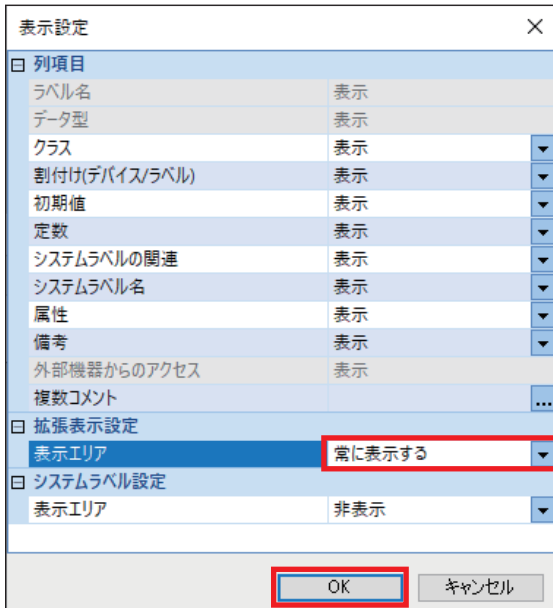 表示設定
列項目
ラベル名 表示
データ型 表示
クラス 表示
割付け(デバイス/ラベル) 表示
初期値 表示
定数 表示
システムラベルの関連 表示
システムラベル名 表示
属性 表示
備考 表示
外部機器からのアクセス 表示
複数コメント ...
拡張表示設定
表示エリア 常に表示する
システムラベル設定
表示エリア 非表示
OK キャンセル